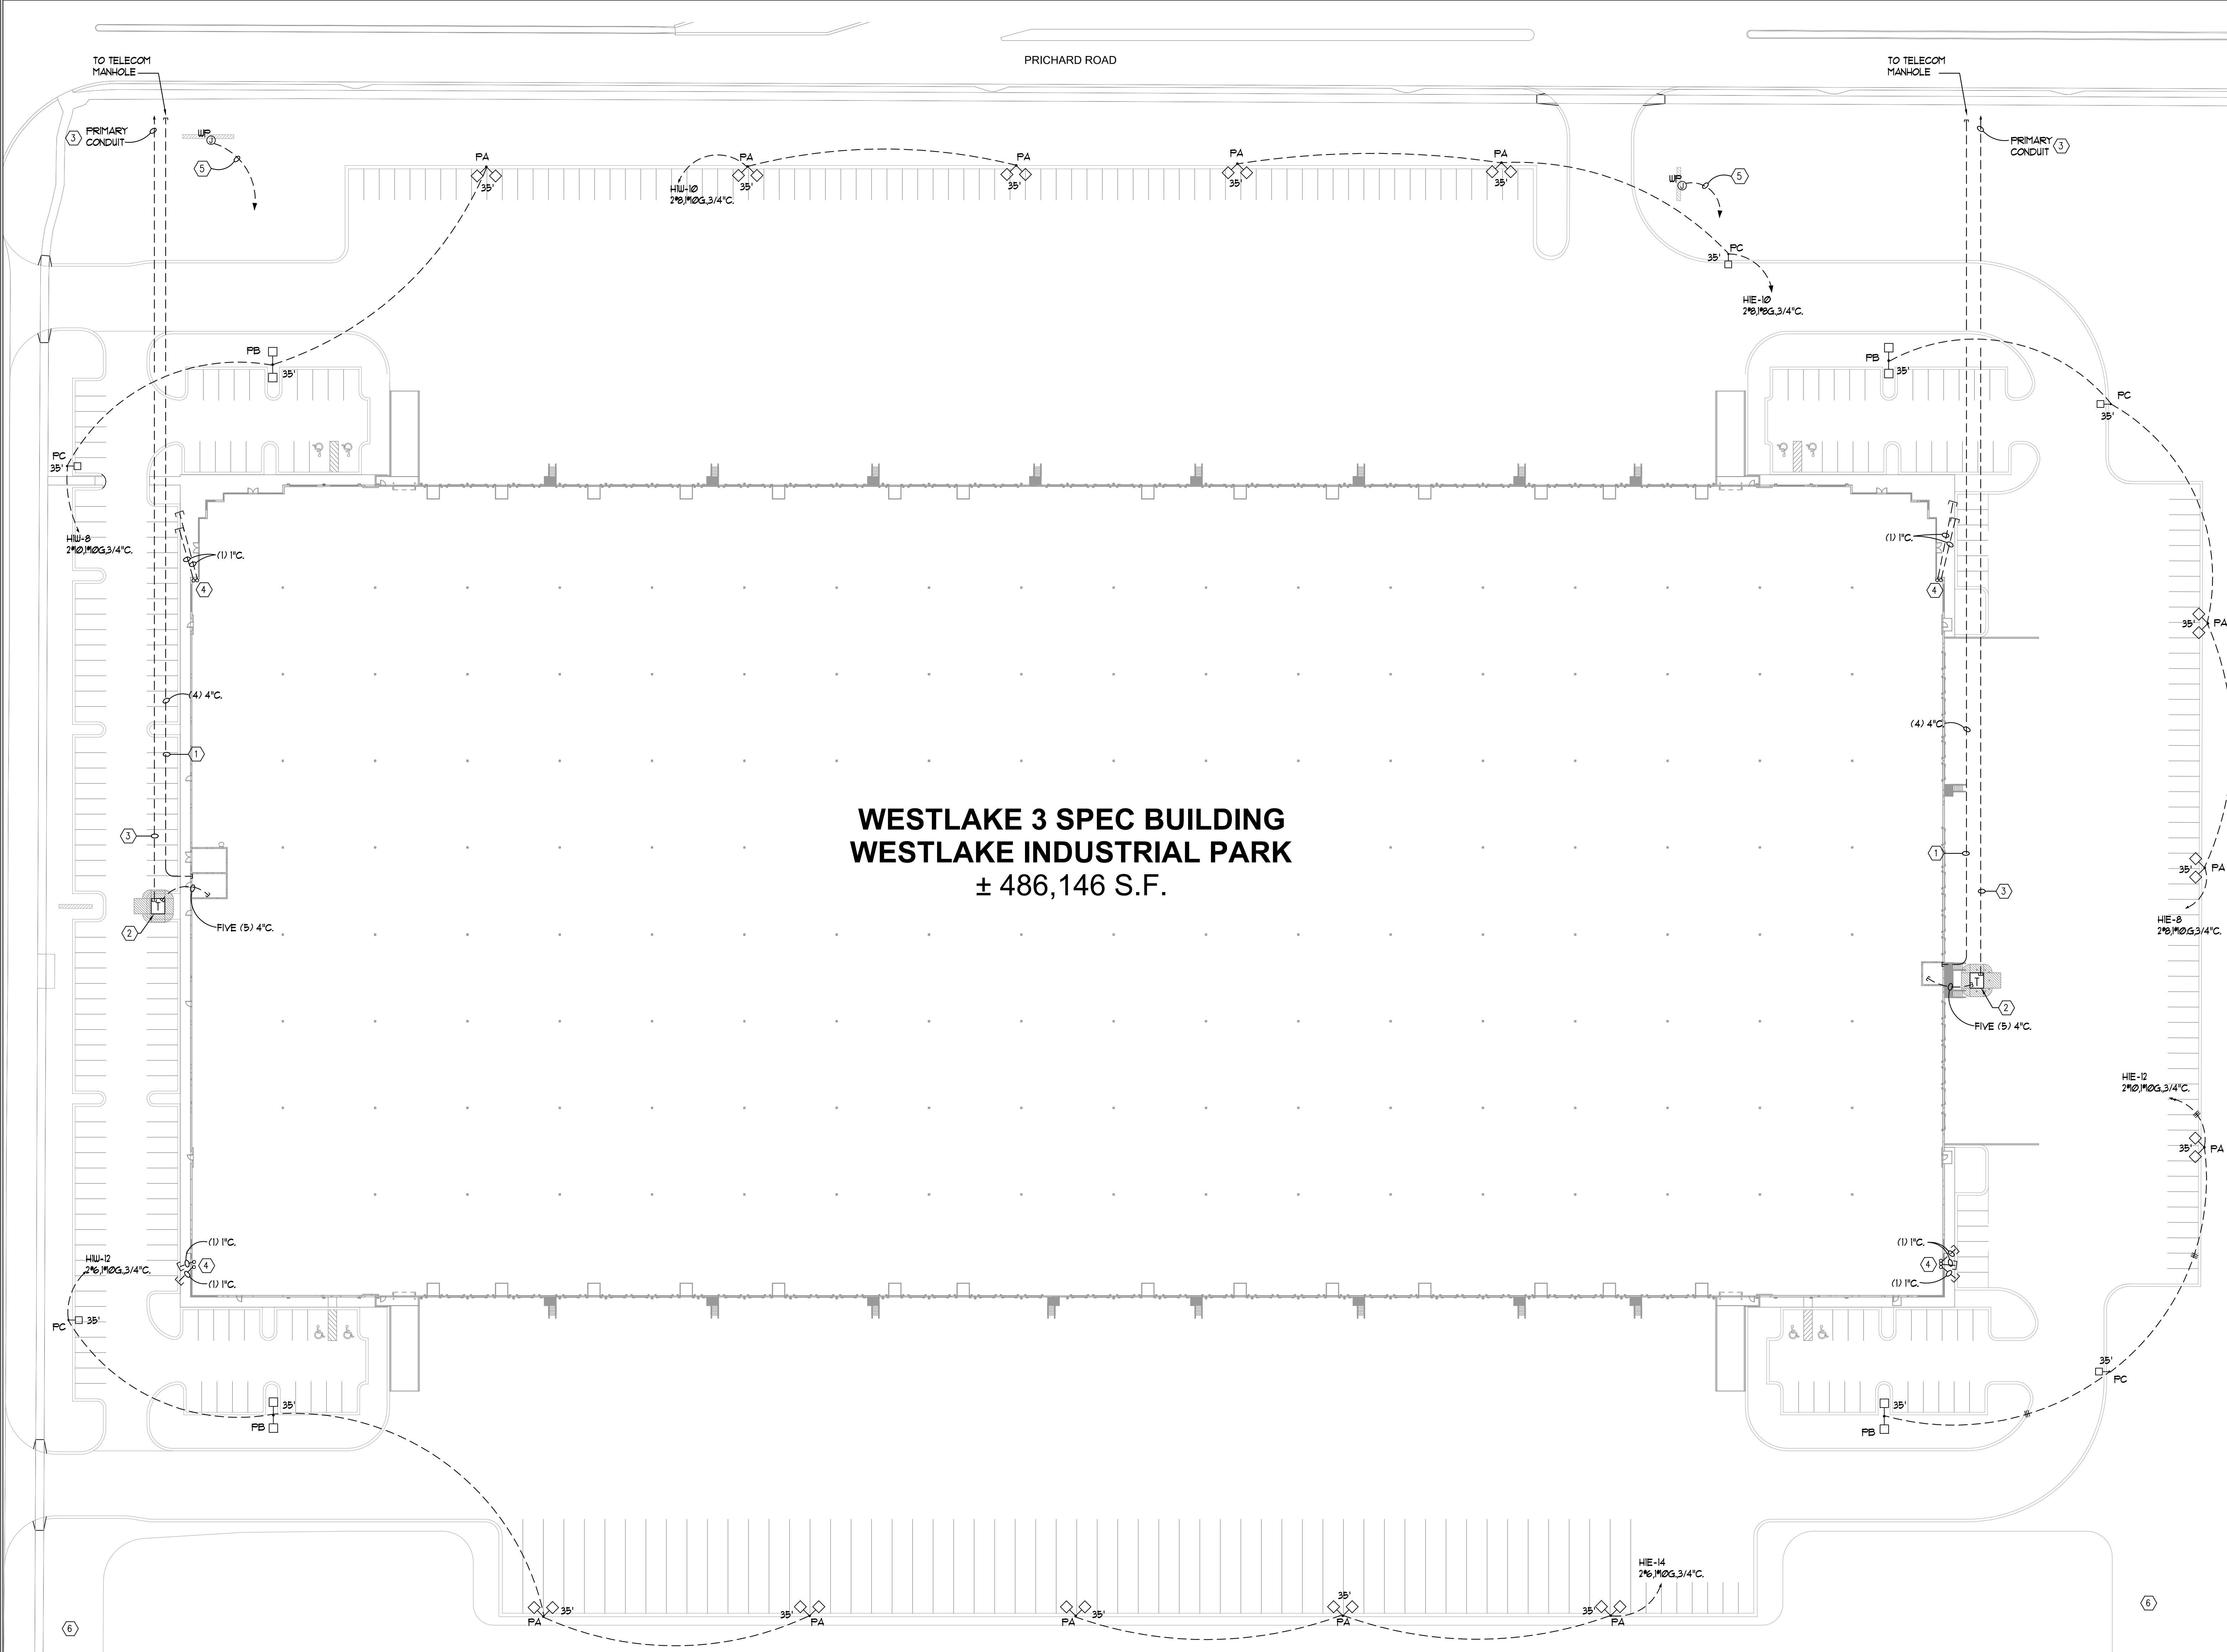 PRICHARD ROAD
TO TELECOM
MANHOLE
TO TELECOM
MANHOLE
3
PRIMARY
CONDUIT
WP
J
5
PA
35'
PA
35'
H1W-10
2#8,1#10G,3/4"C.
PA
35'
PA
35'
PA
35'
WP
J
5
PRIMARY
CONDUIT
3
PC
35'
H1E-10
2#8,1#8G,3/4"C.
PB
35'
PB
35'
PC
35'
PC
35'
H1W-8
2#10,1#10G,3/4"C.
(1) 1"C.
4
(1) 1"C.
4
35'
PA
(4) 4"C.
1
(4) 4"C.
3
WESTLAKE 3 SPEC BUILDING
WESTLAKE INDUSTRIAL PARK
± 486,146 S.F.
1
3
35'
PA
T
2
FIVE (5) 4"C.
H1E-8
2#8,1#10,G,3/4"C.
T
2
FIVE (5) 4"C.
H1E-12
2#10,1#10G,3/4"C.
35'
PA
H1W-12
2#6,1#10G,3/4"C.
(1) 1"C.
4
(1) 1"C.
(1) 1"C.
4
(1) 1"C.
PC
35'
35'
PC
35'
PB
35'
PB
H1E-14
2#6,1#10G,3/4"C.
35'
PA
35'
PA
35'
PA
35'
PA
35'
PA
6
6